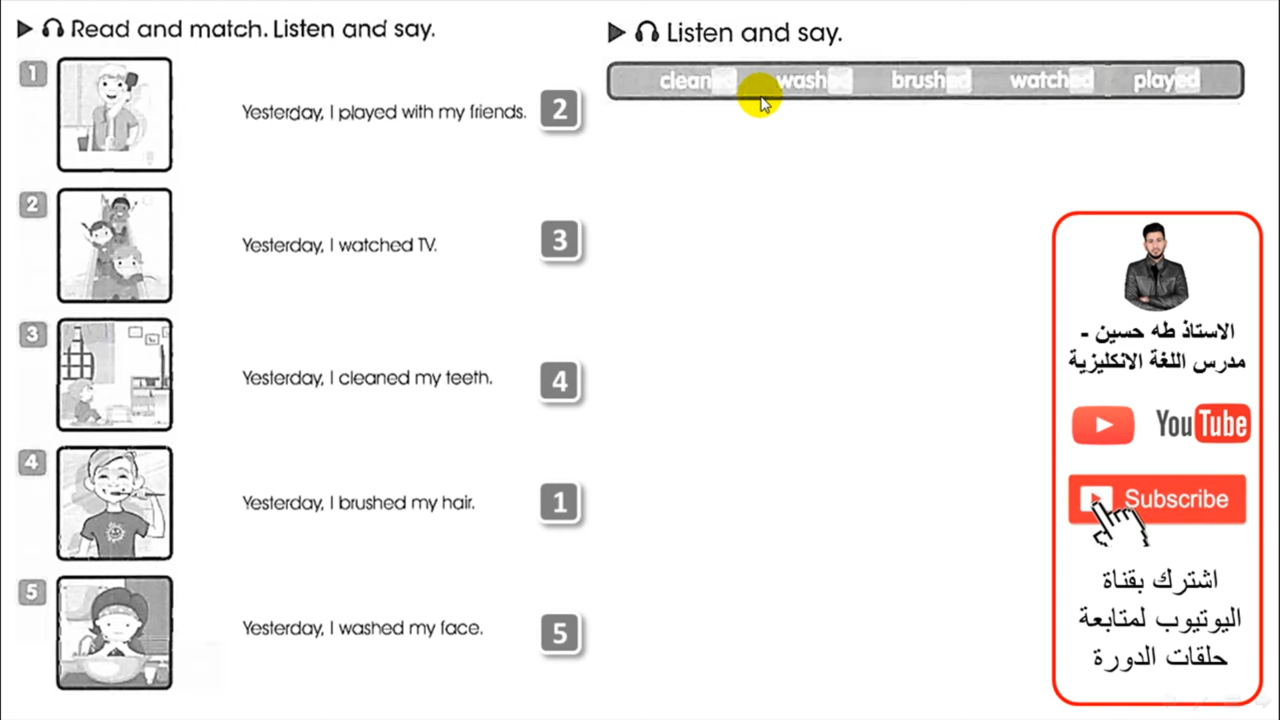 Read and match. Listen and say.
1
Yesterday, I played with my friends. 2
2
Yesterday, I watched TV. 3
3
Yesterday, I cleaned my teeth. 4
4
Yesterday, I brushed my hair. 1
5
Yesterday, I washed my face. 5
Listen and say.
cleaned washed brushed watched played
الاستاذ طه حسين -
مدرس اللغة الانكليزية
YouTube
Subscribe
اشترك بقناة
اليوتيوب لمتابعة
حلقات الدورة